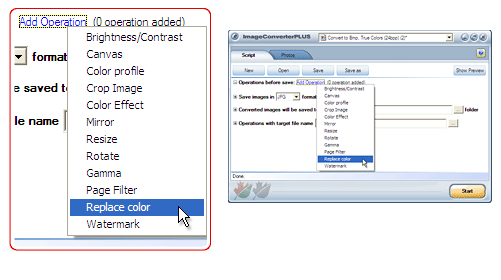 Add Operation (0 operation added)
Brightness/Contrast
Canvas
Color profile
Crop Image
Color Effect
Mirror
Resize
Rotate
Gamma
Page Filter
Replace color
Watermark
format
e saved to
le name
ImageConverterPLUS
Convert to Bmp, True Colors (24bpp) (2)*
Script Photos
New Open Save Save as Show Preview
Operations before save: Add Operation (0 operation added)
Brightness/Contrast
Canvas
Color profile
Crop Image
Color Effect
Mirror
Resize
Rotate
Gamma
Page Filter
Replace color
Watermark
Save images in JPG format
Converted images will be saved to folder
Operations with target file name
Done.
Start